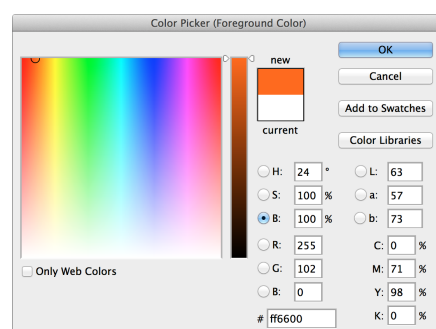 Color Picker (Foreground Color)
new
OK
Cancel
Add to Swatches
current
Color Libraries
H: 24 ° L: 63
S: 100 % a: 57
B: 100 % b: 73
R: 255 C: 0 %
Only Web Colors G: 102 M: 71 %
B: 0 Y: 98 %
# ff6600 K: 0 %